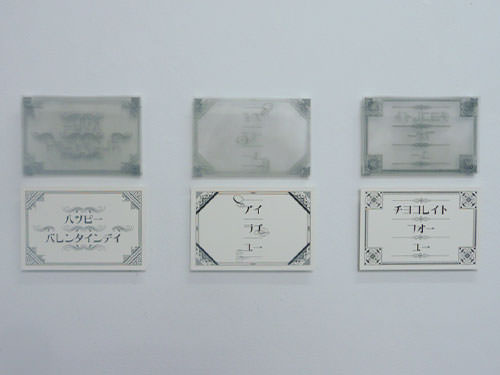 ハッピー
バレンタインデイ
アイ
ラブ
ユー
チョコレイト
フォー
ユー